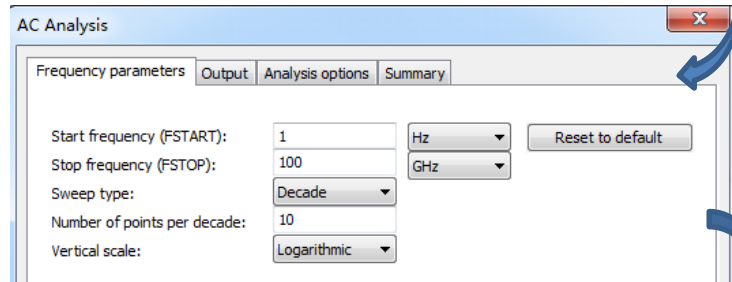 AC Analysis
x
Frequency parameters Output Analysis options Summary
Start frequency (FSTART): 1 Hz Reset to default
Stop frequency (FSTOP): 100 GHz
Sweep type: Decade
Number of points per decade: 10
Vertical scale: Logarithmic